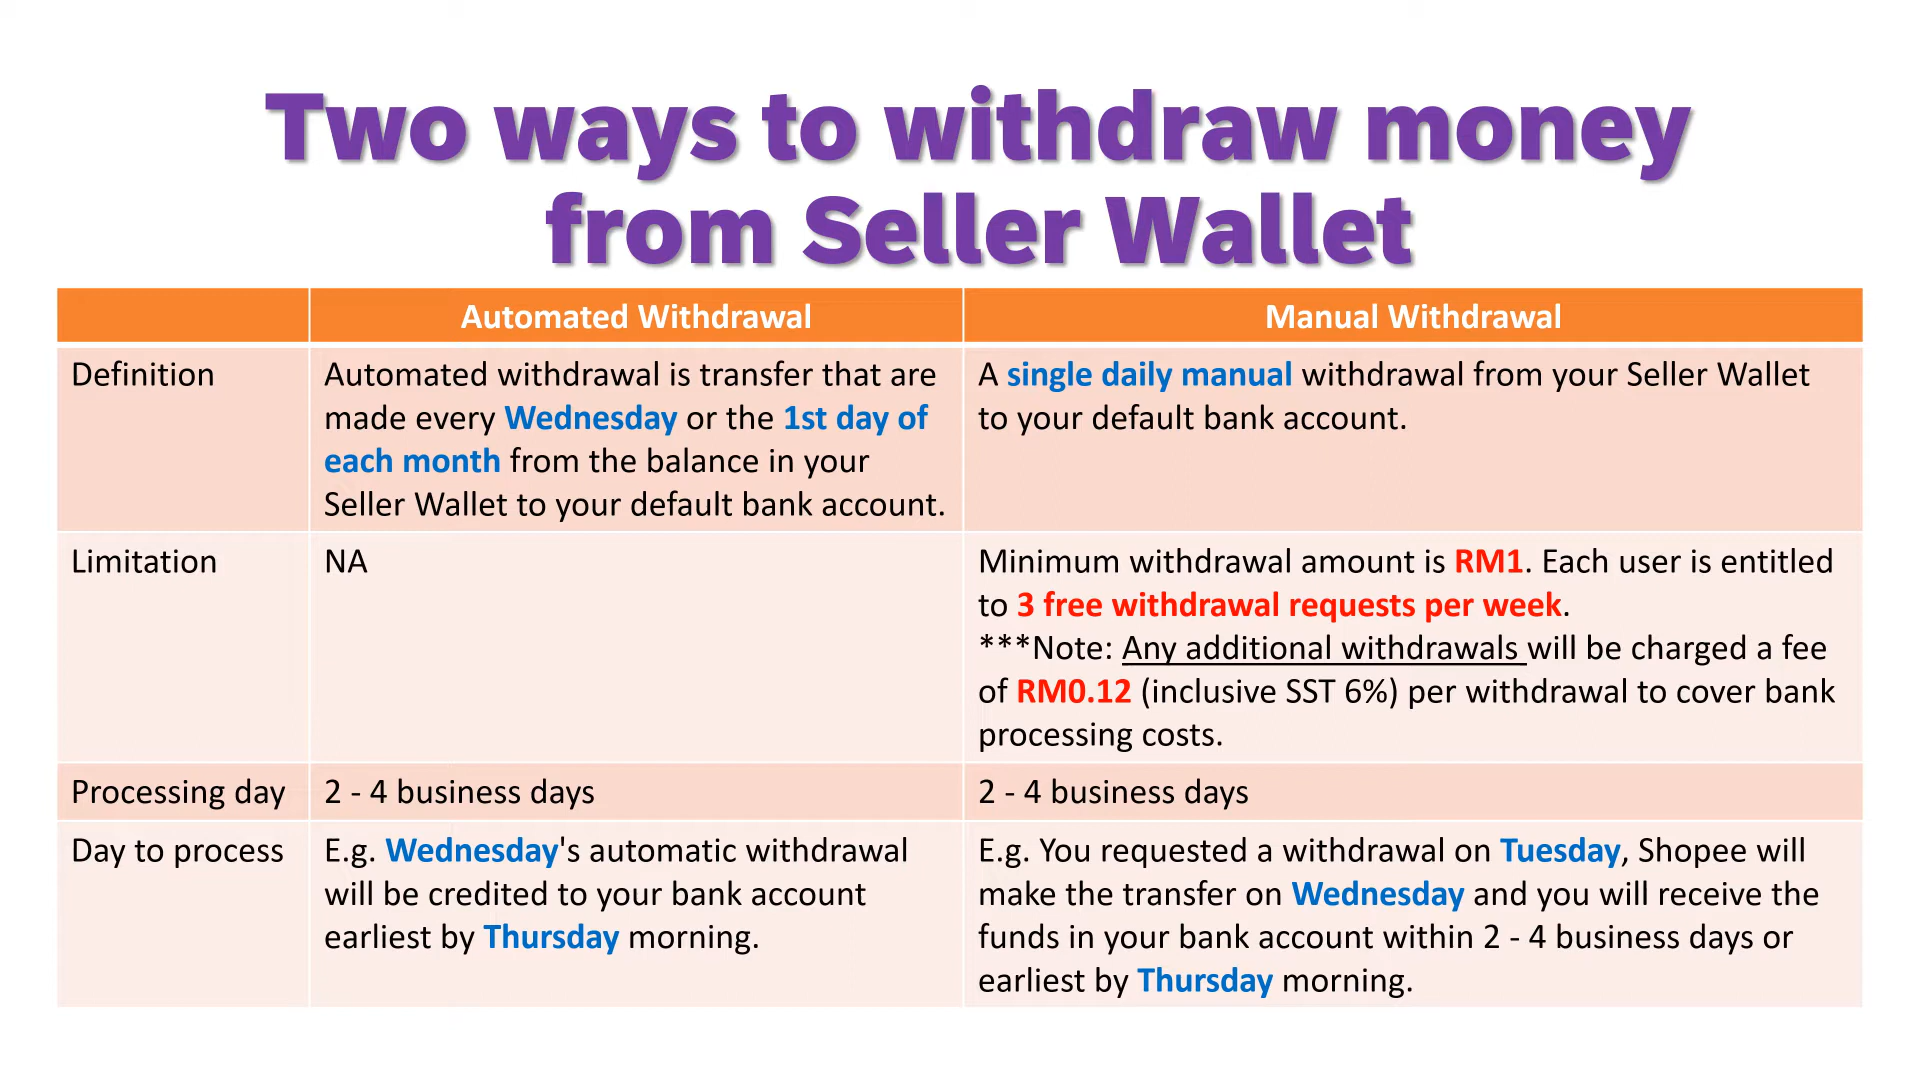 Two ways to withdraw money
from Seller Wallet
Automated Withdrawal
Manual Withdrawal
Definition
Automated withdrawal is transfer that are
made every Wednesday or the 1st day of
each month from the balance in your
Seller Wallet to your default bank account.
A single daily manual withdrawal from your Seller Wallet
to your default bank account.
Limitation
NA
Minimum withdrawal amount is RM1. Each user is entitled
to 3 free withdrawal requests per week.
***Note: Any additional withdrawals will be charged a fee
of RM0.12 (inclusive SST 6%) per withdrawal to cover bank
processing costs.
Processing day
2 - 4 business days
2 - 4 business days
Day to process
E.g. Wednesday's automatic withdrawal
will be credited to your bank account
earliest by Thursday morning.
E.g. You requested a withdrawal on Tuesday, Shopee will
make the transfer on Wednesday and you will receive the
funds in your bank account within 2 - 4 business days or
earliest by Thursday morning.